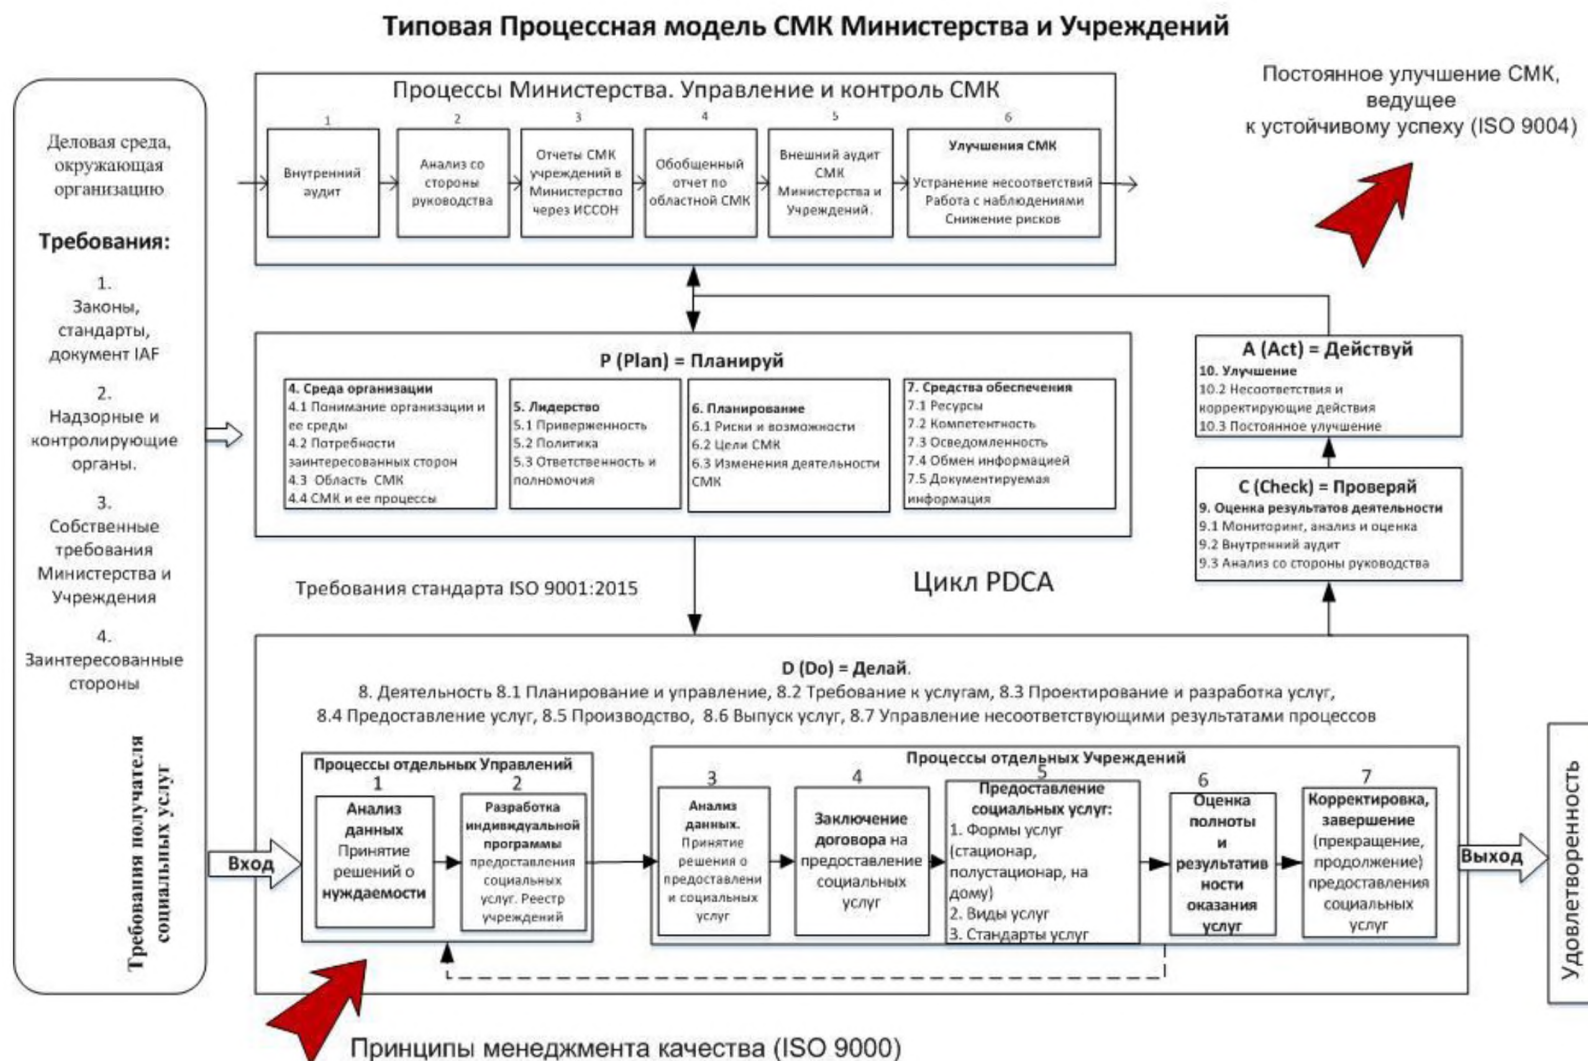 Типовая Процессная модель СМК Министерства и Учреждений
Деловая среда,
окружающая
организацию
Требования:
1.
Законы,
стандарты,
документ IAF
2.
Надзорные и
контролирующие
органы.
3.
Собственные
требования
Министерства и
Учреждения
4.
Заинтересованные
стороны
Требования получателя
социальных услуг
Процессы Министерства. Управление и контроль СМК
1
Внутренний
аудит
2
Анализ со
стороны
руководства
3
Отчеты СМК
учреждений в
Министерство
через ИССОН
4
Обобщенный
отчет по
областной СМК
5
Внешний аудит
СМК
Министерства и
Учреждений.
6
Улучшения СМК
Устранение несоответствий
Работа с наблюдениями
Снижение рисков
Постоянное улучшение СМК,
ведущее
к устойчивому успеху (ISO 9004)
P (Plan) = Планируй
4. Среда организации
4.1 Понимание организации и
ее среды
4.2 Потребности
заинтересованных сторон
4.3 Область СМК
4.4 СМК и ее процессы
5. Лидерство
5.1 Приверженность
5.2 Политика
5.3 Ответственность и
полномочия
6. Планирование
6.1 Риски и возможности
6.2 Цели СМК
6.3 Изменения деятельности
СМК
7. Средства обеспечения
7.1 Ресурсы
7.2 Компетентность
7.3 Осведомленность
7.4 Обмен информацией
7.5 Документируемая
информация
A (Act) = Действуй
10. Улучшение
10.2 Несоответствия и
корректирующие действия
10.3 Постоянное улучшение
C (Check) = Проверяй
9. Оценка результатов деятельности
9.1 Мониторинг, анализ и оценка
9.2 Внутренний аудит
9.3 Анализ со стороны руководства
Требования стандарта ISO 9001:2015
Цикл PDCA
D (Do) = Делай.
8. Деятельность 8.1 Планирование и управление, 8.2 Требование к услугам, 8.3 Проектирование и разработка услуг,
8.4 Предоставление услуг, 8.5 Производство, 8.6 Выпуск услуг, 8.7 Управление несоответствующими результатами процессов
Вход
Процессы отдельных Управлений
1
Анализ
данных
Принятие
решений о
нуждаемости
2
Разработка
индивидуальной
программы
предоставления
социальных
услуг. Реестр
учреждений
Процессы отдельных Учреждений
3
Анализ
данных.
Принятие
решения о
предоставлени
и социальных
услуг
4
Заключение
договора на
предоставление
социальных
услуг
5
Предоставление
социальных услуг:
1. Формы услуг
(стационар,
полустационар, на
дому)
2. Виды услуг
3. Стандарты услуг
6
Оценка
полноты
и
результатив
ности
оказания
услуг
7
Корректировка,
завершение
(прекращение,
продолжение)
предоставления
социальных
услуг
Выход
Удовлетворенность
Принципы менеджмента качества (ISO 9000)